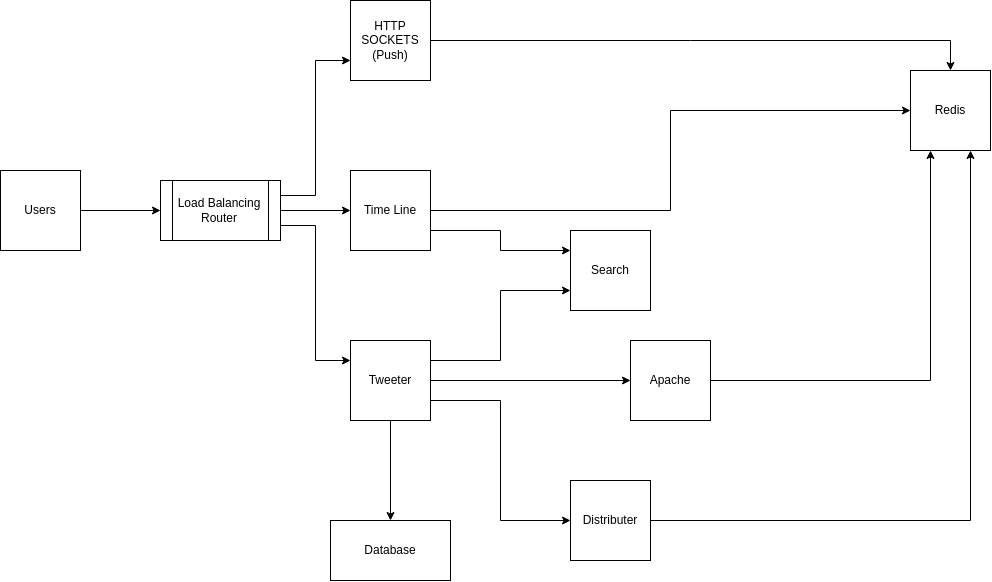 HTTP
SOCKETS
(Push)
Redis
Users
Load Balancing
Router
Time Line
Search
Tweeter
Apache
Distributer
Database